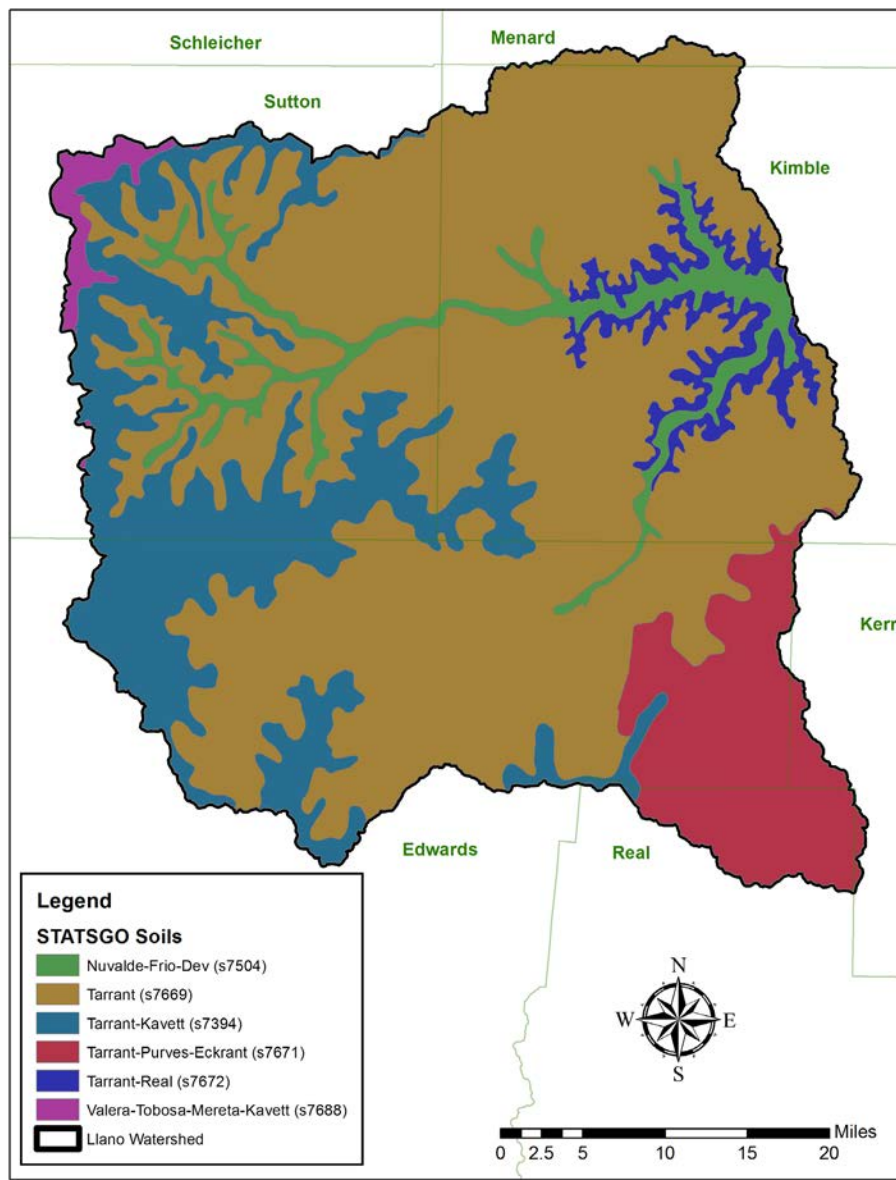 Schleicher
Menard
Sutton
Kimble
Kerr
Edwards
Real
Legend
STATSGO Soils
Nuvalde-Frio-Dev (s7504)
Tarrant (s7669)
Tarrant-Kavett (s7394)
Tarrant-Purves-Eckrant (s7671)
Tarrant-Real (s7672)
Valera-Tobosa-Mereta-Kavett (s7688)
Llano Watershed
N
W E
S
Miles
0 2.5 5 10 15 20